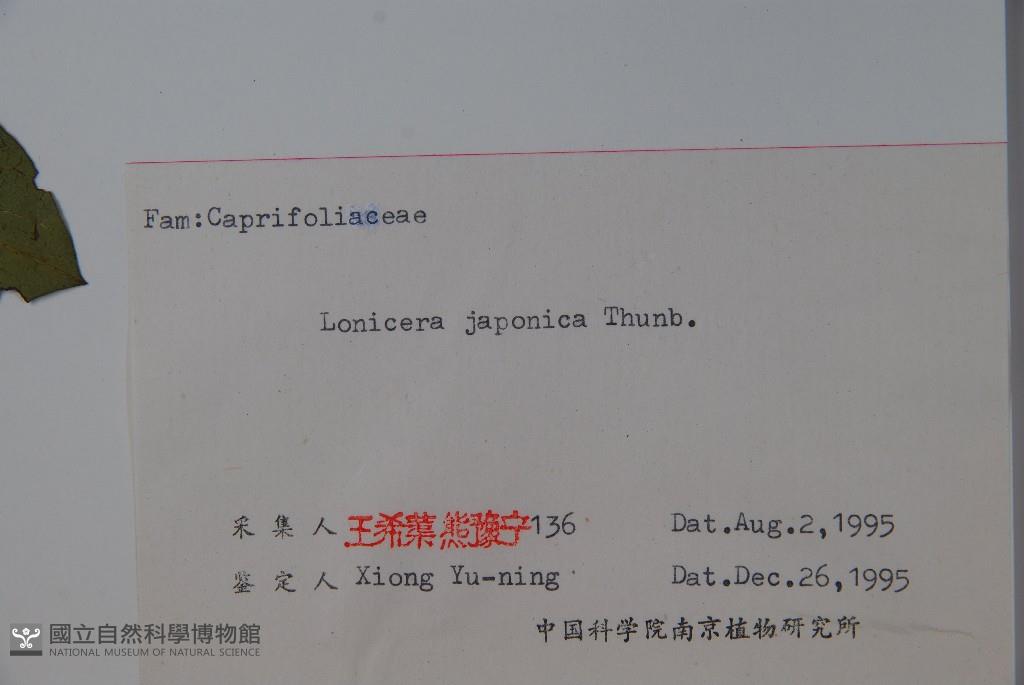 Fam:Caprifoliaceae
Lonicera japonica Thunb.
采集人 王希蕖 熊豫宁 136 Dat.Aug.2,1995
鉴定人 Xiong Yu-ning Dat.Dec.26,1995
中国科学院南京植物研究所
國立自然科學博物館
NATIONAL MUSEUM OF NATURAL SCIENCE